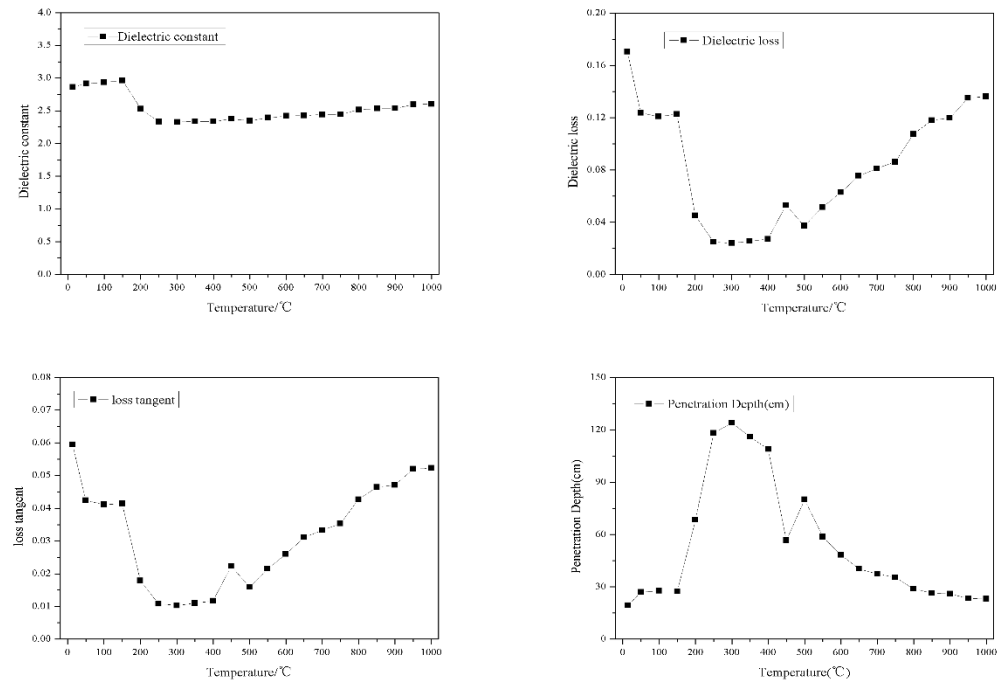 4.0
3.5
3.0
2.5
2.0
1.5
1.0
0.5
0.0
Dielectric constant
Dielectric constant
0 100 200 300 400 500 600 700 800 900 1000
Temperature/℃
0.20
0.16
0.12
0.08
0.04
0.00
Dielectric loss
Dielectric loss
0 100 200 300 400 500 600 700 800 900 1000
Temperature/℃
0.08
0.07
0.06
0.05
0.04
0.03
0.02
0.01
0.00
loss tangent
loss tangent
0 100 200 300 400 500 600 700 800 900 1000
Temperature/℃
150
120
90
60
30
0
Penetration Depth(cm)
Penetration Depth(cm)
0 100 200 300 400 500 600 700 800 900 1000
Temperature(℃)